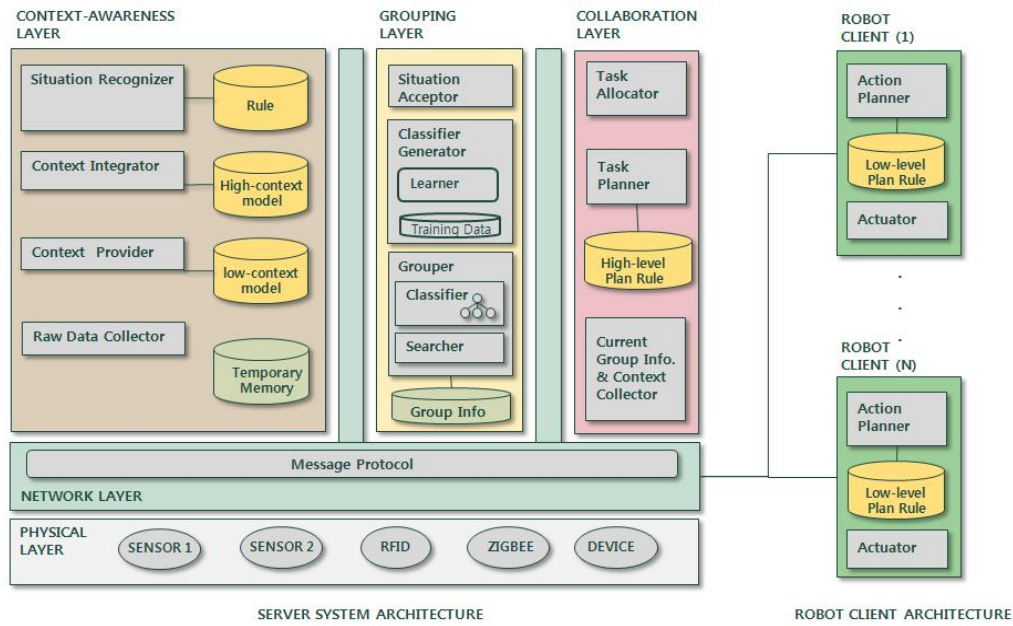 CONTEXT-AWARENESS
LAYER
Situation Recognizer
Rule
Context Integrator
High-context
model
Context Provider
low-context
model
Raw Data Collector
Temporary
Memory
GROUPING
LAYER
Situation
Acceptor
Classifier
Generator
Learner
Training Data
Grouper
Classifier
Searcher
Group Info
COLLABORATION
LAYER
Task
Allocator
Task
Planner
High-level
Plan Rule
Current
Group Info.
& Context
Collector
Message Protocol
NETWORK LAYER
PHYSICAL
LAYER
SENSOR 1
SENSOR 2
RFID
ZIGBEE
DEVICE
SERVER SYSTEM ARCHITECTURE
ROBOT
CLIENT (1)
Action
Planner
Low-level
Plan Rule
Actuator
.
.
.
ROBOT
CLIENT (N)
Action
Planner
Low-level
Plan Rule
Actuator
ROBOT CLIENT ARCHITECTURE